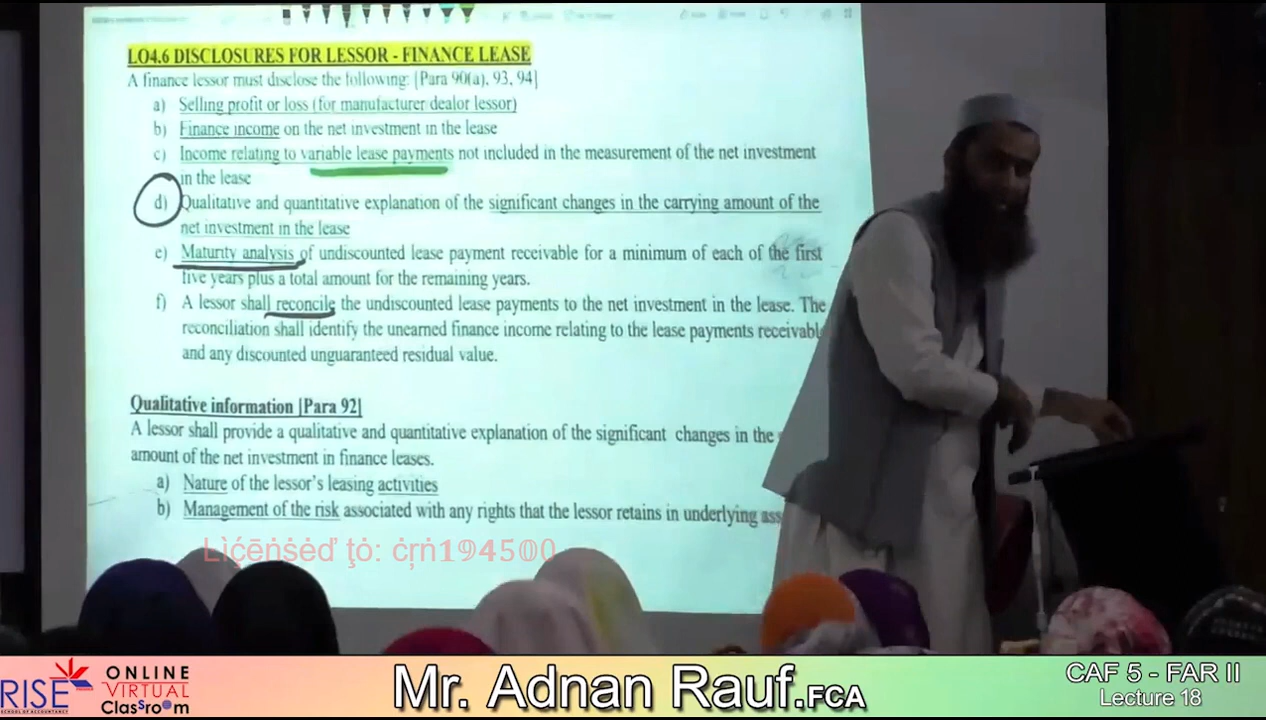 LO4.6 DISCLOSURES FOR LESSOR - FINANCE LEASE
A finance lessor must disclose the following: [Para 90(a), 93, 94]
a) Selling profit or loss (for manufacturer dealor lessor)
b) Finance income on the net investment in the lease
c) Income relating to variable lease payments not included in the measurement of the net investment
in the lease
d) Qualitative and quantitative explanation of the significant changes in the carrying amount of the
net investment in the lease
e) Maturity analysis of undiscounted lease payment receivable for a minimum of each of the first
five years plus a total amount for the remaining years.
f) A lessor shall reconcile the undiscounted lease payments to the net investment in the lease. The
reconciliation shall identify the unearned finance income relating to the lease payments receivabl
and any discounted unguaranteed residual value.
Qualitative information [Para 92]
A lessor shall provide a qualitative and quantitative explanation of the significant changes in the
amount of the net investment in finance leases.
a) Nature of the lessor's leasing activities
b) Management of the risk associated with any rights that the lessor retains in underlying ass
Lìḉēṅṡėď ţò: ċŗṅ194500
RISE
SCHOOL OF ACCOUNTANCY
ONLINE
VIRTUAL
Classroom
Mr. Adnan Rauf.FCA
CAF 5 - FAR II
Lecture 18